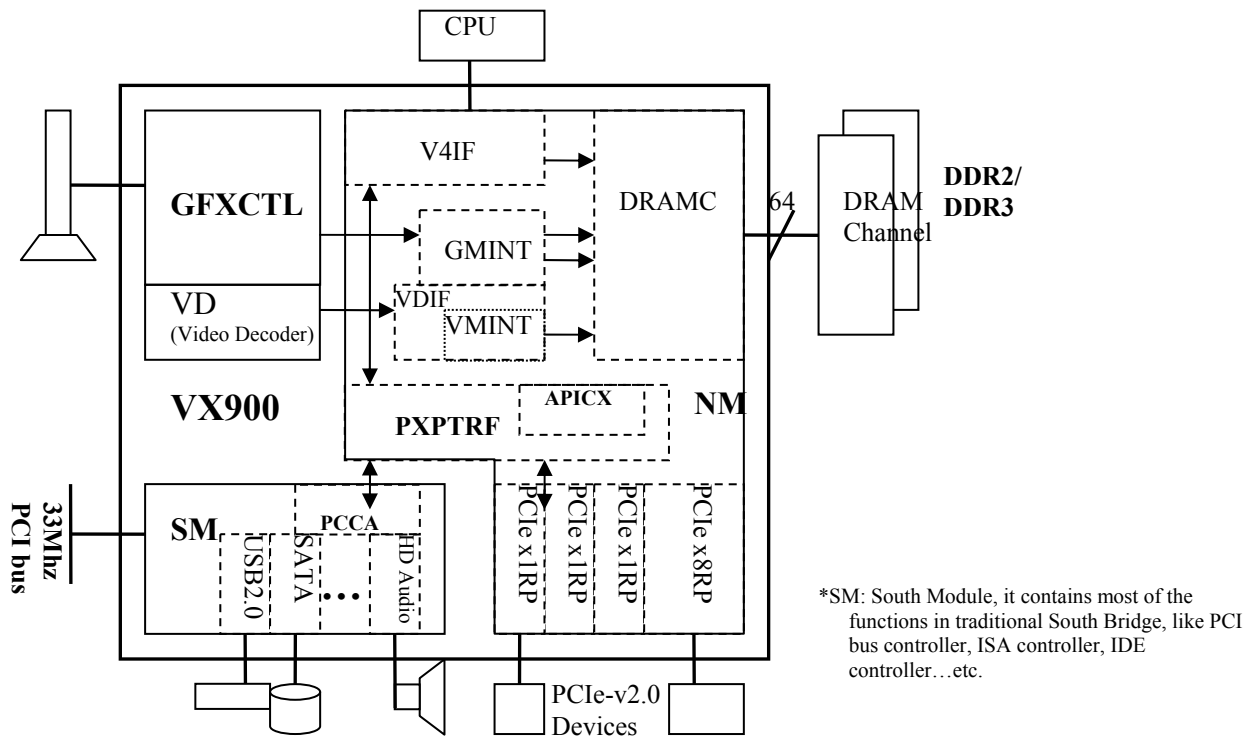 CPU
V4IF
GFXCTL
DRAMC
64
DRAM
Channel
DDR2/
DDR3
GMINT
VD
(Video Decoder)
VDIF
VMINT
VX900
APICX
NM
PXPTRF
33Mhz
PCI bus
SM
PCCA
USB2.0
SATA
...
HD Audio
PCIe x1RP
PCIe x1RP
PCIe x1RP
PCIe x8RP
PCIe-v2.0
Devices
*SM: South Module, it contains most of the
functions in traditional South Bridge, like PCI
bus controller, ISA controller, IDE
controller…etc.